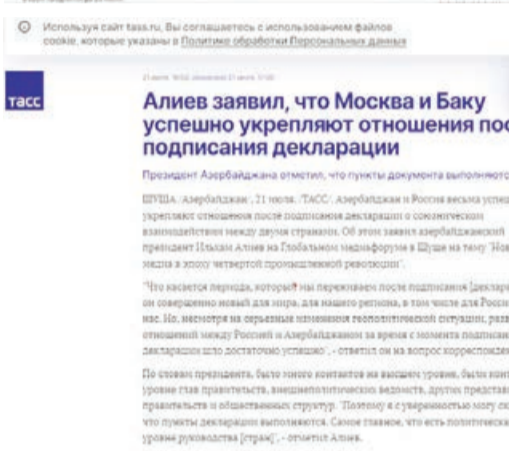 Используя сайт tass.ru, Вы соглашаетесь с использованием файлов
cookie, которые указаны в Политике обработки Персональных данных
ТАСС
Алиев заявил, что Москва и Баку
успешно укрепляют отношения пос
подписания декларации
Президент Азербайджана отметил, что пункты документа выполняютс
ШУША /Азербайджан/, 21 июля. /ТАСС/. Азербайджан и Россия весьма успеш
укрепляют отношения после подписания декларации о союзническом
взаимодействии между двумя странами. Об этом заявил азербайджанский
президент Ильхам Алиев на Глобальном медиафоруме в Шуше на тему "Нов
медиа в эпоху четвертой промышленной революции".
"Что касается периода, который мы переживаем после подписания [деклара
он совершенно новый для мира, для нашего региона, в том числе для Росси
нас. Но, несмотря на серьезные изменения геополитической ситуации, разв
отношений между Россией и Азербайджаном за время с момента подписани
декларации шло достаточно успешно", - ответил он на вопрос корреспонде
По словам президента, было много контактов на высшем уровне, были конт
уровне глав правительств, внешнеполитических ведомств, других представ
правительств и общественных структур. "Поэтому я с уверенностью могу ск
что пункты декларации выполняются. Самое главное, что есть политическа
уровне руководства [стран]", - отметил Алиев.